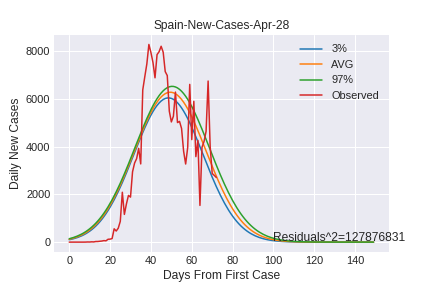 Spain-New-Cases-Apr-28
8000
6000
4000
2000
0
Daily New Cases
3%
AVG
97%
Observed
Residuals^2=127876831
0 20 40 60 80 100 120 140
Days From First Case